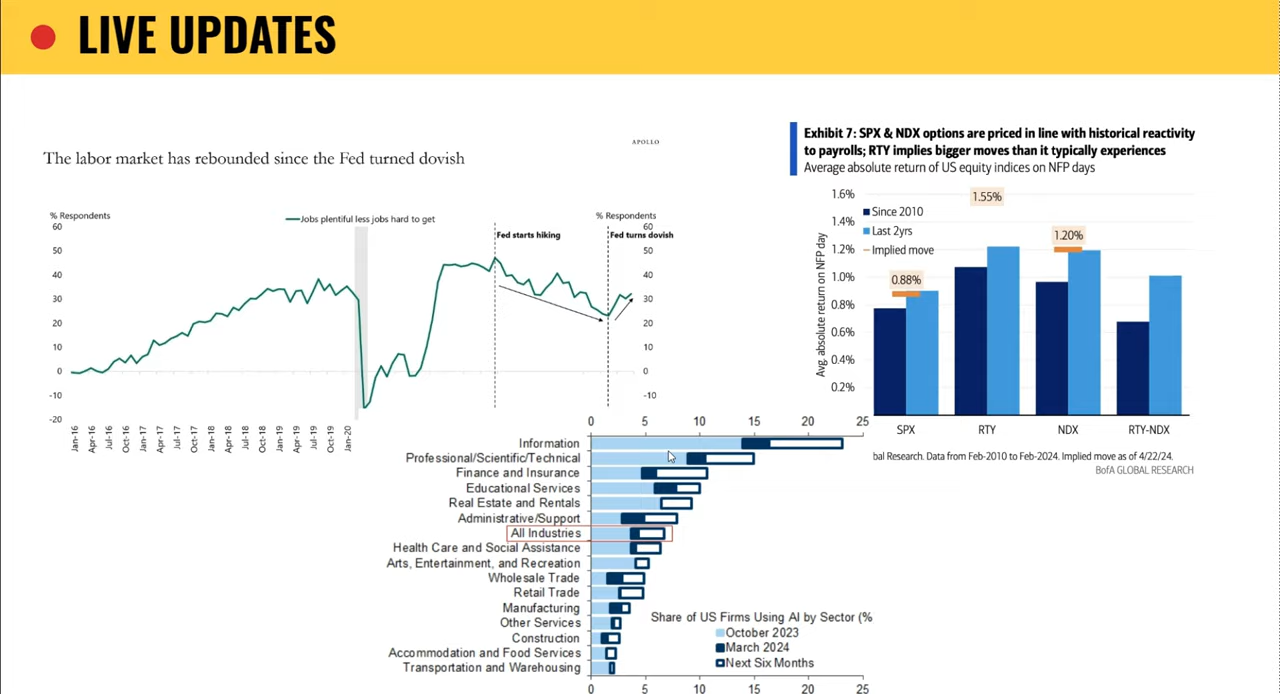 LIVE UPDATES
APOLLO
The labor market has rebounded since the Fed turned dovish
% Respondents
Jobs plentiful less jobs hard to get
% Respondents
60
50
40
30
20
10
0
-10
-20
60
50
40
30
20
10
0
-10
Fed starts hiking
Fed turns dovish
Jan-16
Apr-16
Jul-16
Oct-16
Jan-17
Apr-17
Jul-17
Oct-17
Jan-18
Apr-18
Jul-18
Oct-18
Jan-19
Apr-19
Jul-19
Oct-19
Jan-20
Exhibit 7: SPX & NDX options are priced in line with historical reactivity
to payrolls; RTY implies bigger moves than it typically experiences
Average absolute return of US equity indices on NFP days
Avg. absolute return on NFP day
1.6%
1.4%
1.2%
1.0%
0.8%
0.6%
0.4%
0.2%
Since 2010
Last 2yrs
Implied move
0.88%
1.55%
1.20%
SPX
RTY
NDX
RTY-NDX
bal Research. Data from Feb-2010 to Feb-2024. Implied move as of 4/22/24.
BofA GLOBAL RESEARCH
0 5 10 15 20 25
Information
Professional/Scientific/Technical
Finance and Insurance
Educational Services
Real Estate and Rentals
Administrative/Support
All Industries
Health Care and Social Assistance
Arts, Entertainment, and Recreation
Wholesale Trade
Retail Trade
Manufacturing
Other Services
Construction
Accommodation and Food Services
Transportation and Warehousing
Share of US Firms Using AI by Sector (%
October 2023
March 2024
Next Six Months
0 5 10 15 20 25